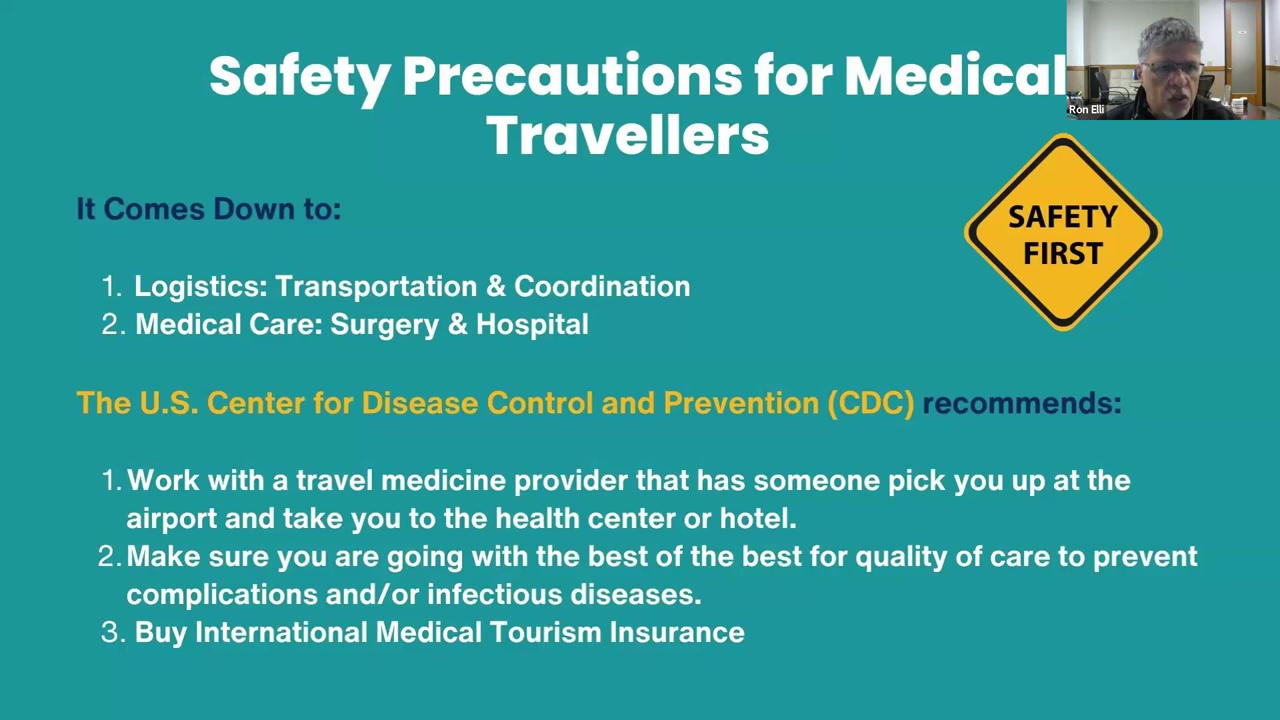 Safety Precautions for Medical
Travellers
Ron Elli
It Comes Down to:
SAFETY
FIRST
1. Logistics: Transportation & Coordination
2. Medical Care: Surgery & Hospital
The U.S. Center for Disease Control and Prevention (CDC) recommends:
1. Work with a travel medicine provider that has someone pick you up at the
airport and take you to the health center or hotel.
2. Make sure you are going with the best of the best for quality of care to prevent
complications and/or infectious diseases.
3. Buy International Medical Tourism Insurance